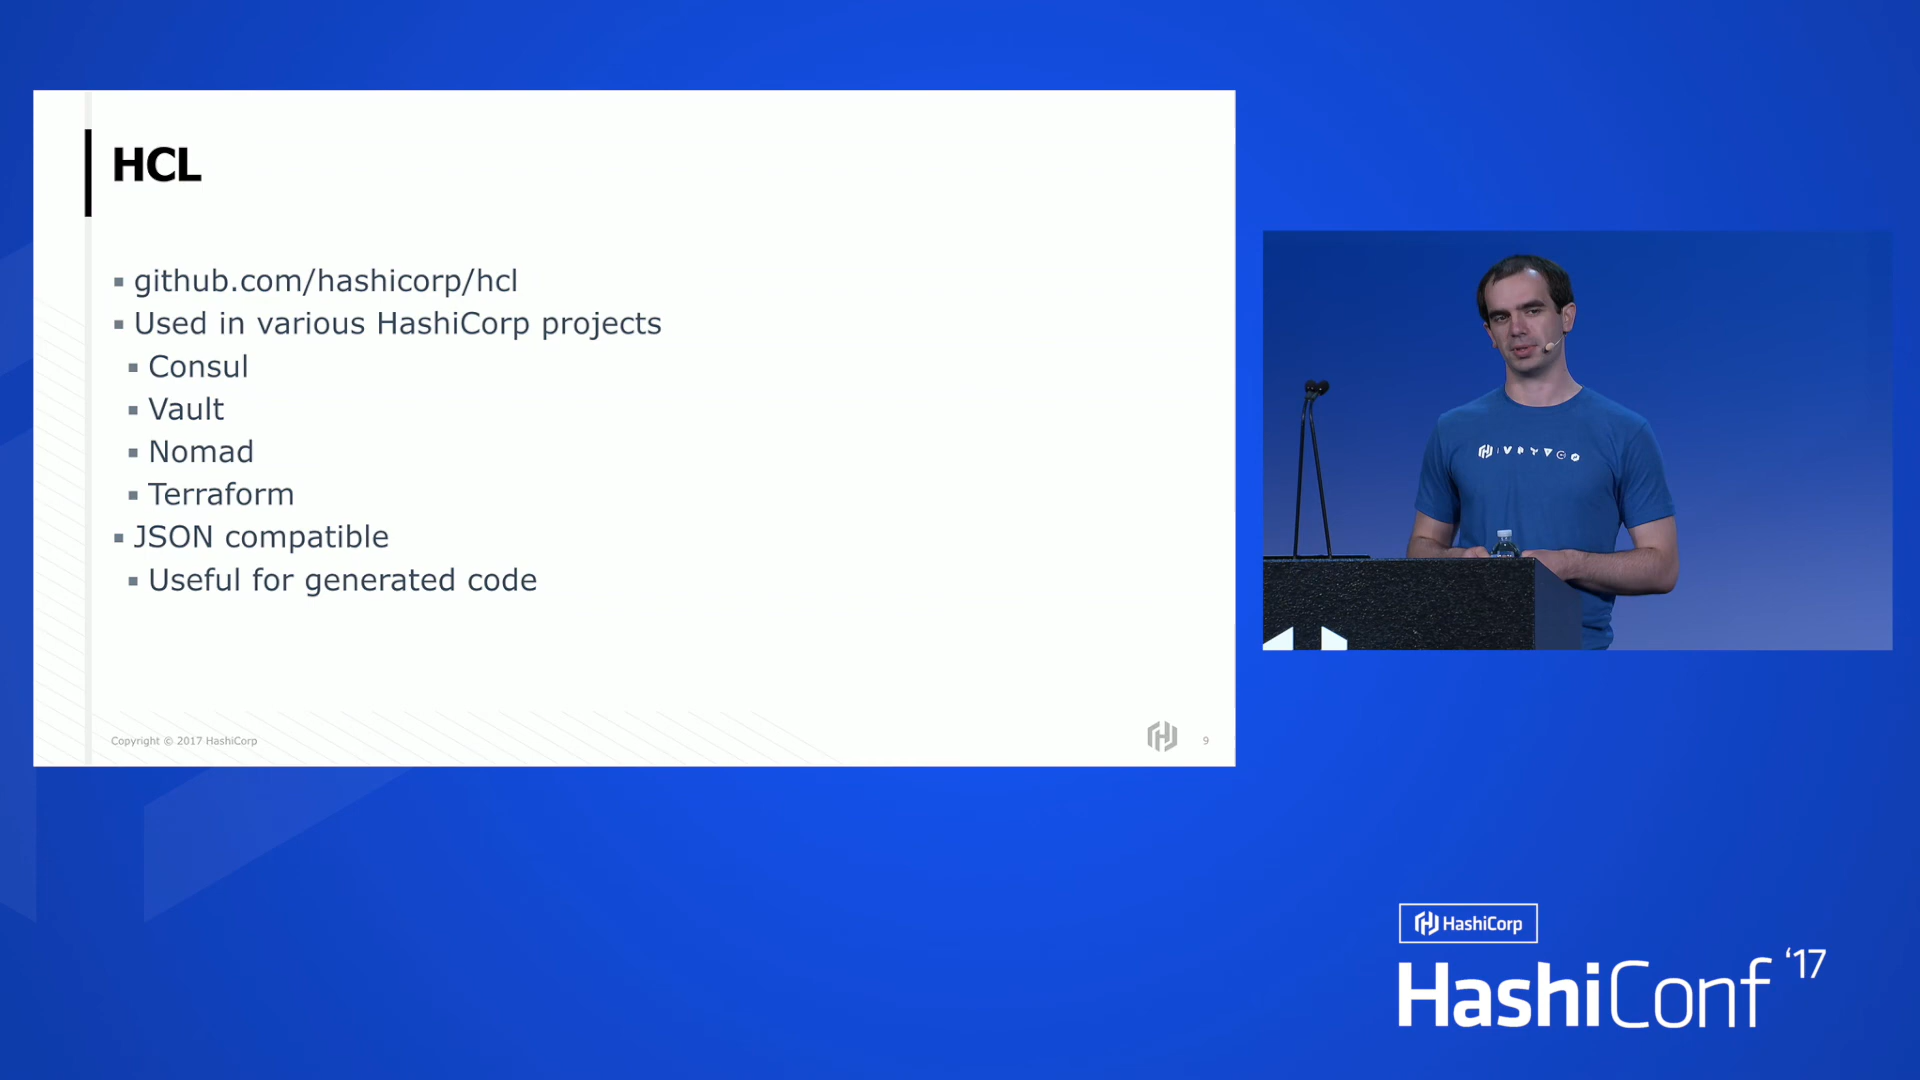 HCL
github.com/hashicorp/hcl
Used in various HashiCorp projects
Consul
Vault
Nomad
Terraform
JSON compatible
Useful for generated code
Copyright © 2017 HashiCorp
9
HashiCorp
HashiConf '17